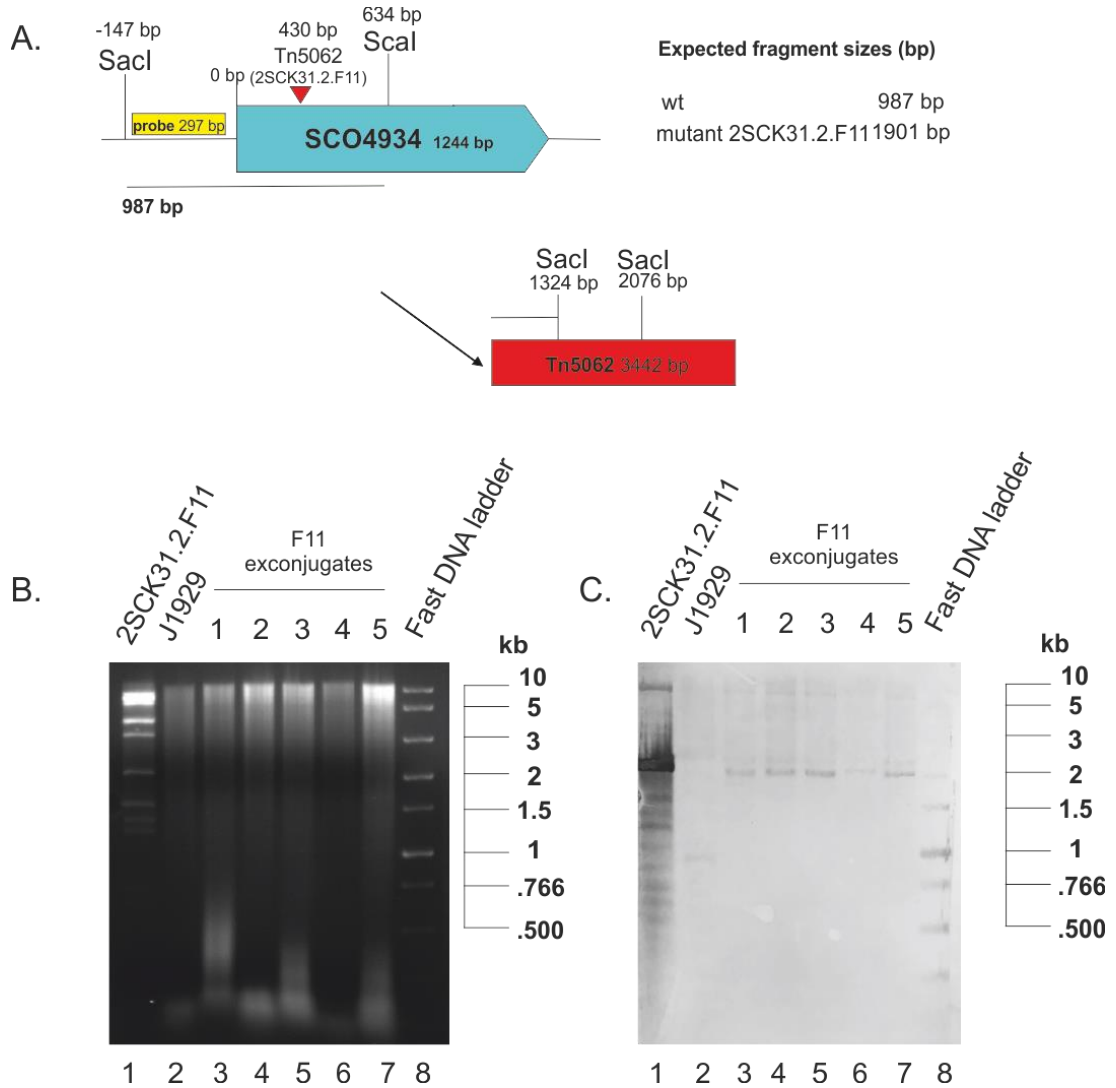 A.
-147 bp
SacI
0 bp
430 bp
Tn5062
(2SCK31.2.F11)
634 bp
ScaI
probe 297 bp
SCO4934 1244 bp
987 bp
Expected fragment sizes (bp)
wt 987 bp
mutant 2SCK31.2.F11 1901 bp
SacI SacI
1324 bp 2076 bp
Tn5062 3442 bp
B.
2SCK31.2.F11
J1929
F11
exconjugates
1 2 3 4 5
Fast DNA ladder
kb
10
5
3
2
1.5
1
.766
.500
1 2 3 4 5 6 7 8
C.
2SCK31.2.F11
J1929
F11
exconjugates
1 2 3 4 5
Fast DNA ladder
kb
10
5
3
2
1.5
1
.766
.500
1 2 3 4 5 6 7 8